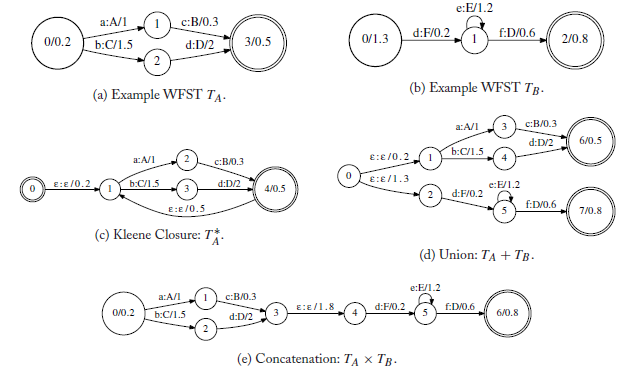 0/0.2 a:A/1 1 c:B/0.3 b:C/1.5 2 d:D/2 3/0.5
(a) Example WFST T_A.
0/1.3 d:F/0.2 e:E/1.2 1 f:D/0.6 2/0.8
(b) Example WFST T_B.
0 ε:ε/0.2 1 a:A/1 2 c:B/0.3 b:C/1.5 3 d:D/2 4/0.5
ε:ε/0.5
(c) Kleene Closure: T*_A.
0 ε:ε/0.2 1 a:A/1 3 c:B/0.3 b:C/1.5 4 d:D/2 6/0.5
ε:ε/1.3 2 d:F/0.2 e:E/1.2 5 f:D/0.6 7/0.8
(d) Union: T_A + T_B.
0/0.2 a:A/1 1 c:B/0.3 b:C/1.5 2 d:D/2 3 ε:ε/1.8 4 d:F/0.2 e:E/1.2 5 f:D/0.6 6/0.8
(e) Concatenation: T_A × T_B.